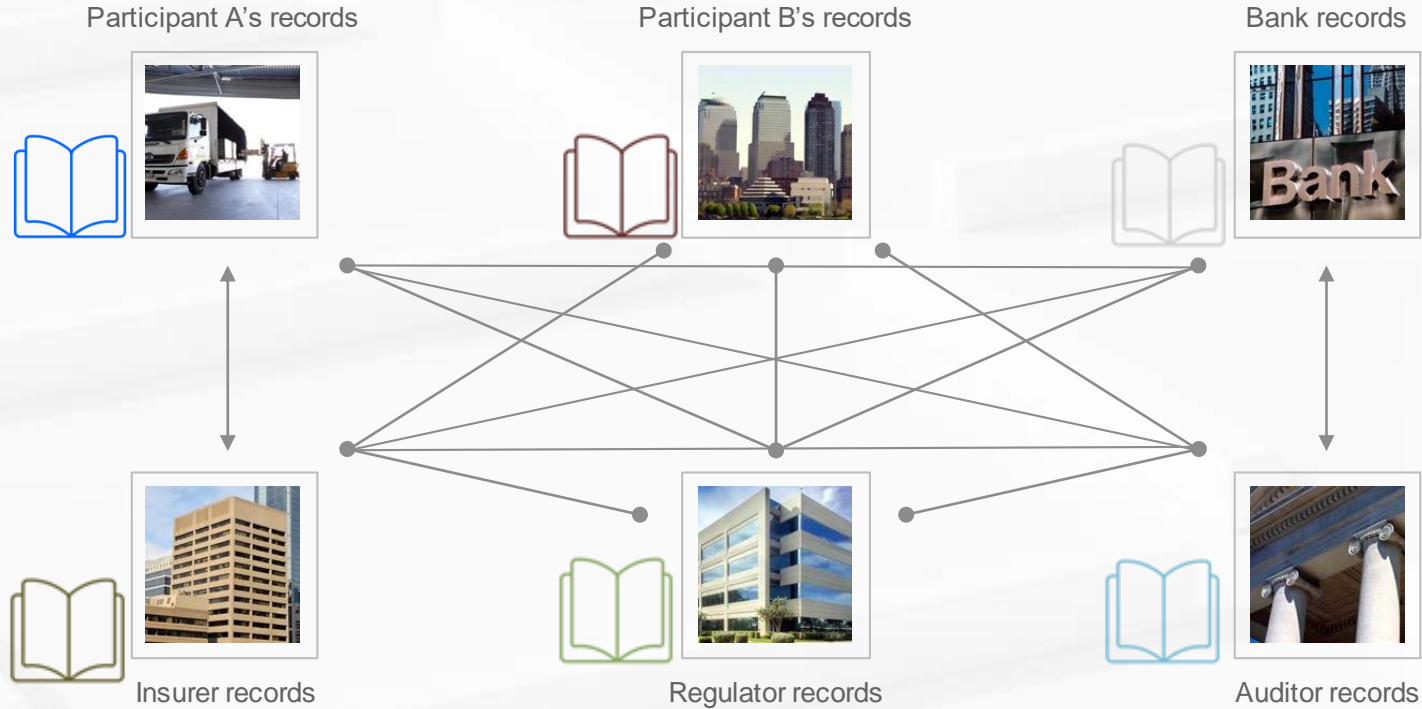 Participant A's records
Participant B's records
Bank records
Bank
Insurer records
Regulator records
Auditor records